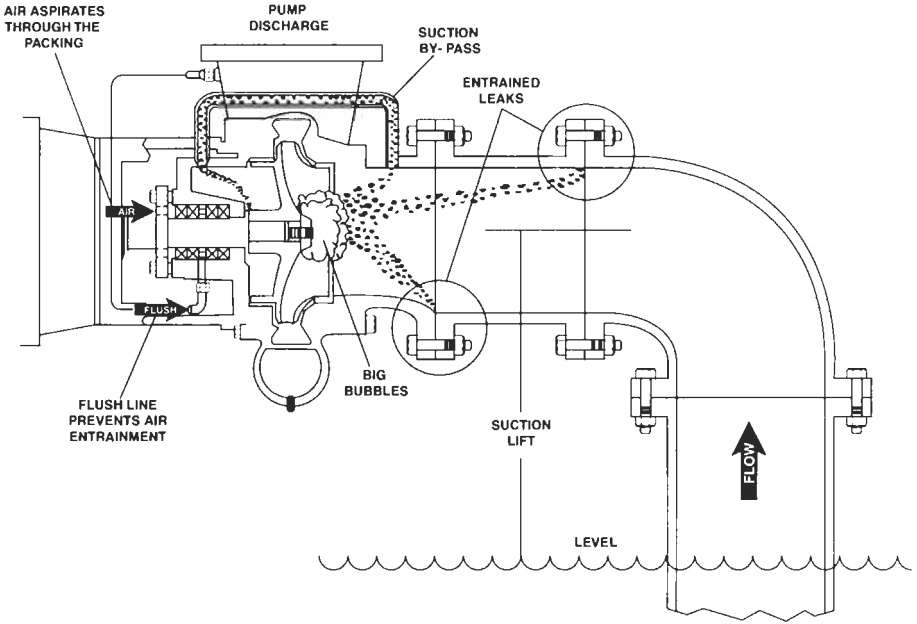 AIR ASPIRATES
THROUGH THE
PACKING
PUMP
DISCHARGE
SUCTION
BY- PASS
ENTRAINED
LEAKS
AIR
FLUSH
BIG
BUBBLES
FLUSH LINE
PREVENTS AIR
ENTRAINMENT
SUCTION
LIFT
FLOW
LEVEL